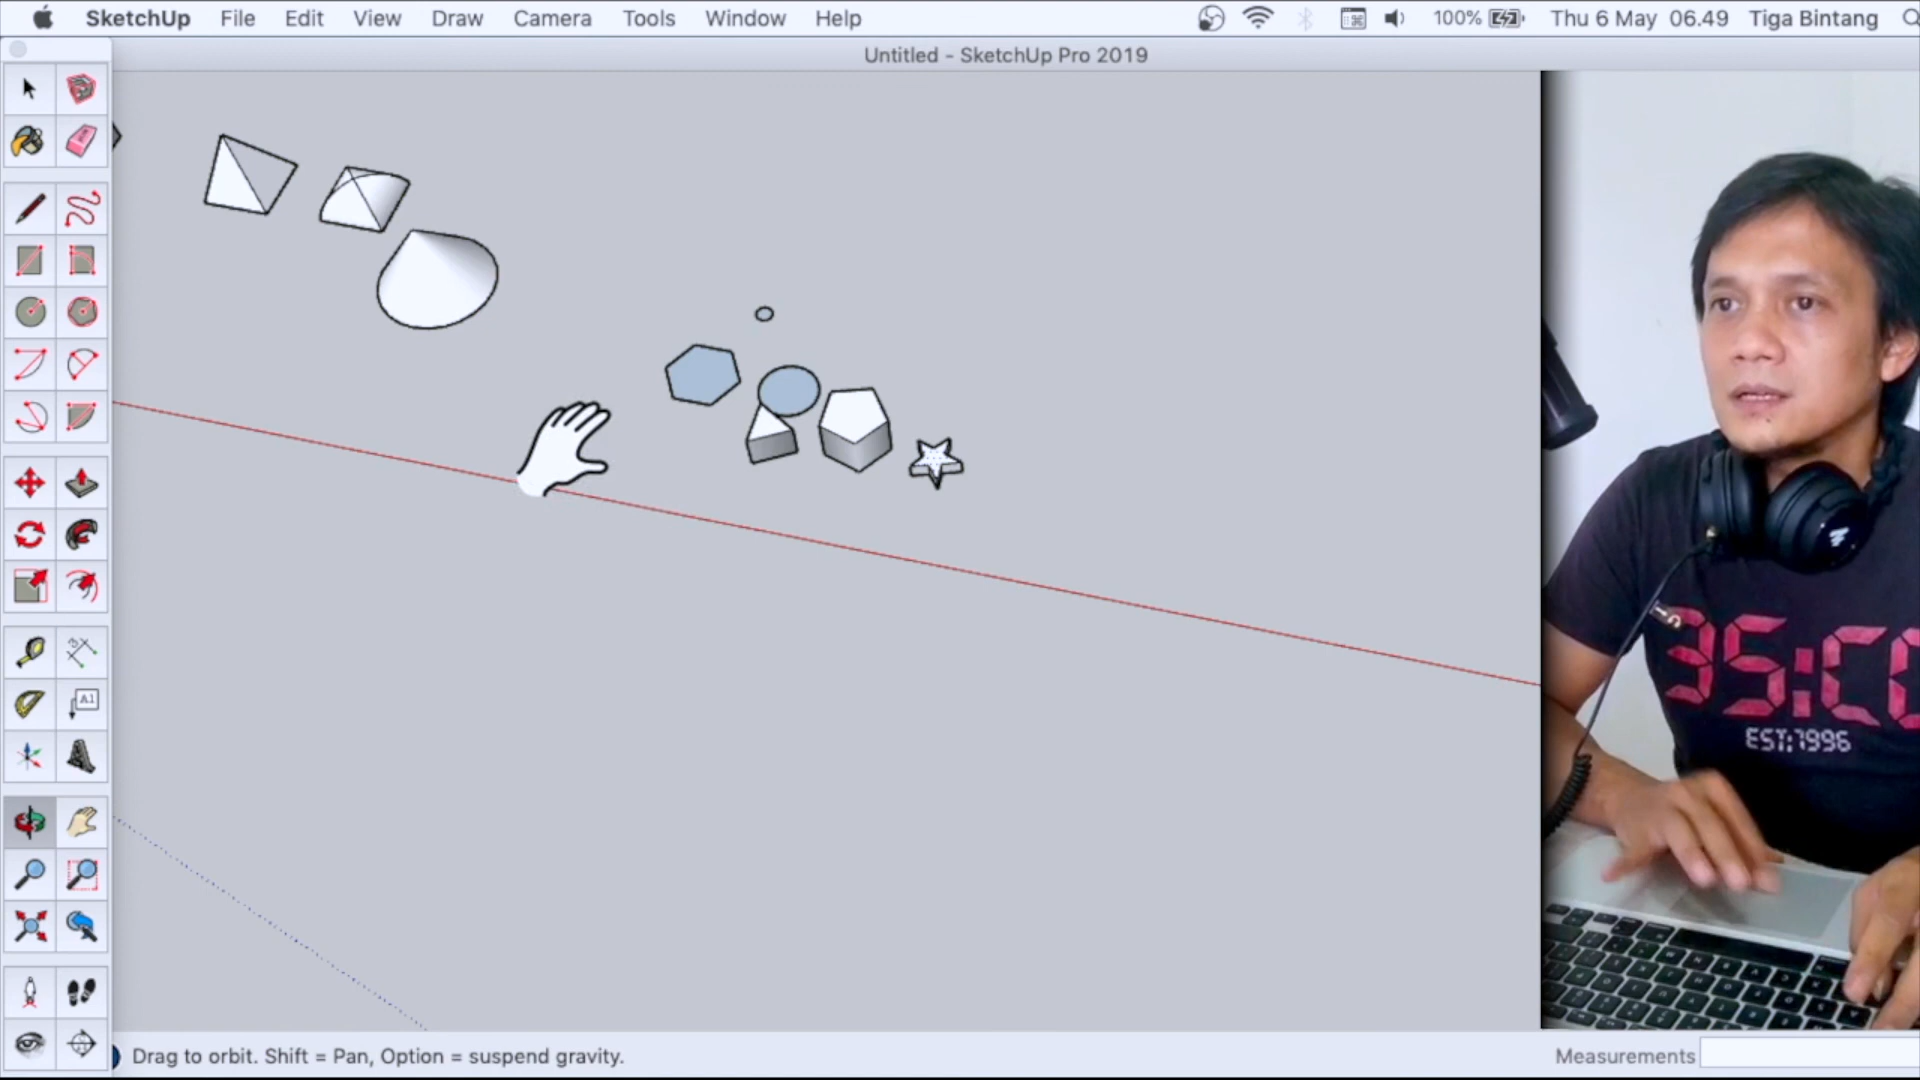 SketchUp File Edit View Draw Camera Tools Window Help 100% Thu 6 May 06.49 Tiga Bintang
Untitled - SketchUp Pro 2019
A1
35:C
EST:1996
Drag to orbit. Shift = Pan, Option = suspend gravity.
Measurements